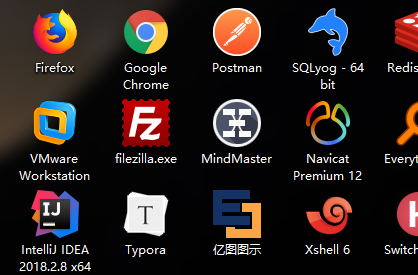 Firefox
Google
Chrome
Postman
SQLyog - 64
bit
Redis
VMware
Workstation
Fz
filezilla.exe
MindMaster
Navicat
Premium 12
Everyt
IJ
IntelliJ IDEA
2018.2.8 x64
T
Typora
亿图图示
Xshell 6
H
Switch